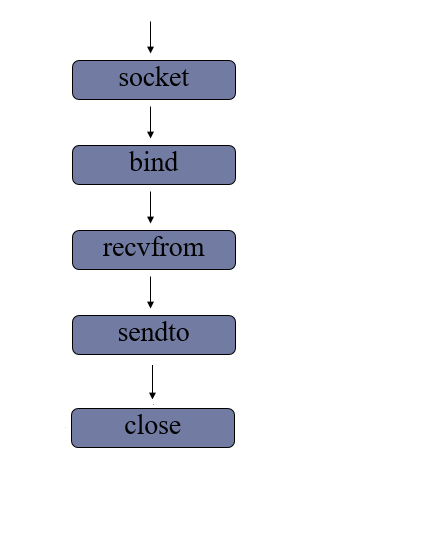 socket
bind
recvfrom
sendto
close